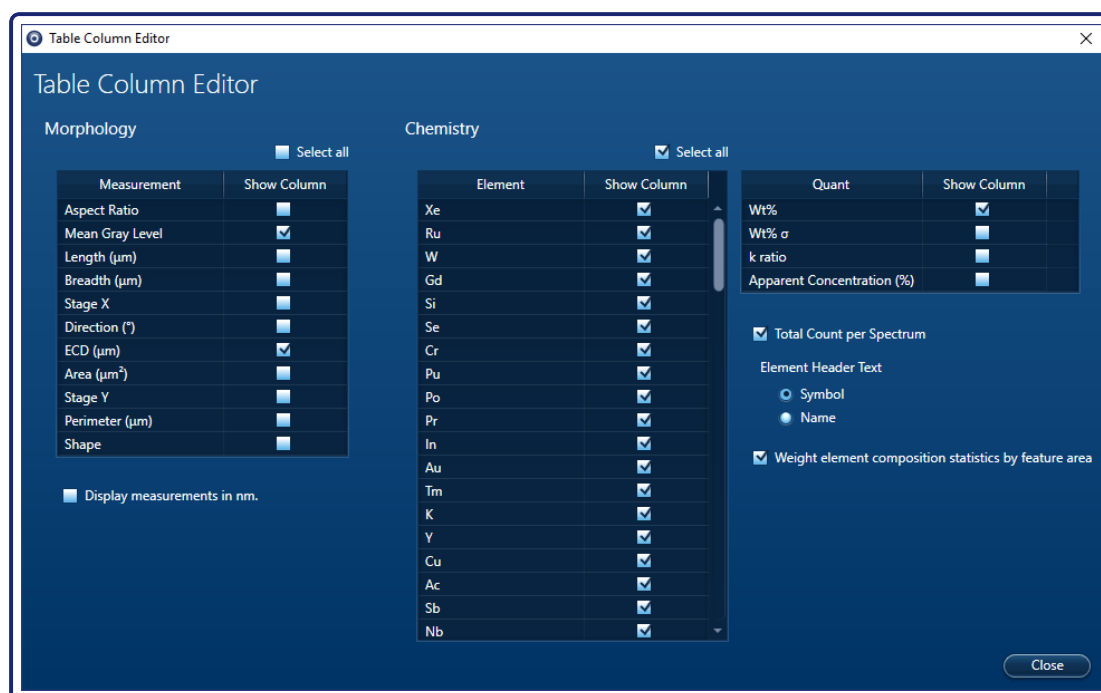 Table Column Editor
Table Column Editor
Morphology
Select all
Measurement Show Column
Aspect Ratio
Mean Gray Level
Length (µm)
Breadth (µm)
Stage X
Direction (°)
ECD (µm)
Area (µm²)
Stage Y
Perimeter (µm)
Shape
Display measurements in nm.
Chemistry
Select all
Element Show Column
Xe
Ru
W
Gd
Si
Se
Cr
Pu
Po
Pr
In
Au
Tm
K
Y
Cu
Ac
Sb
Nb
Quant Show Column
Wt%
Wt% σ
k ratio
Apparent Concentration (%)
Total Count per Spectrum
Element Header Text
Symbol
Name
Weight element composition statistics by feature area
Close